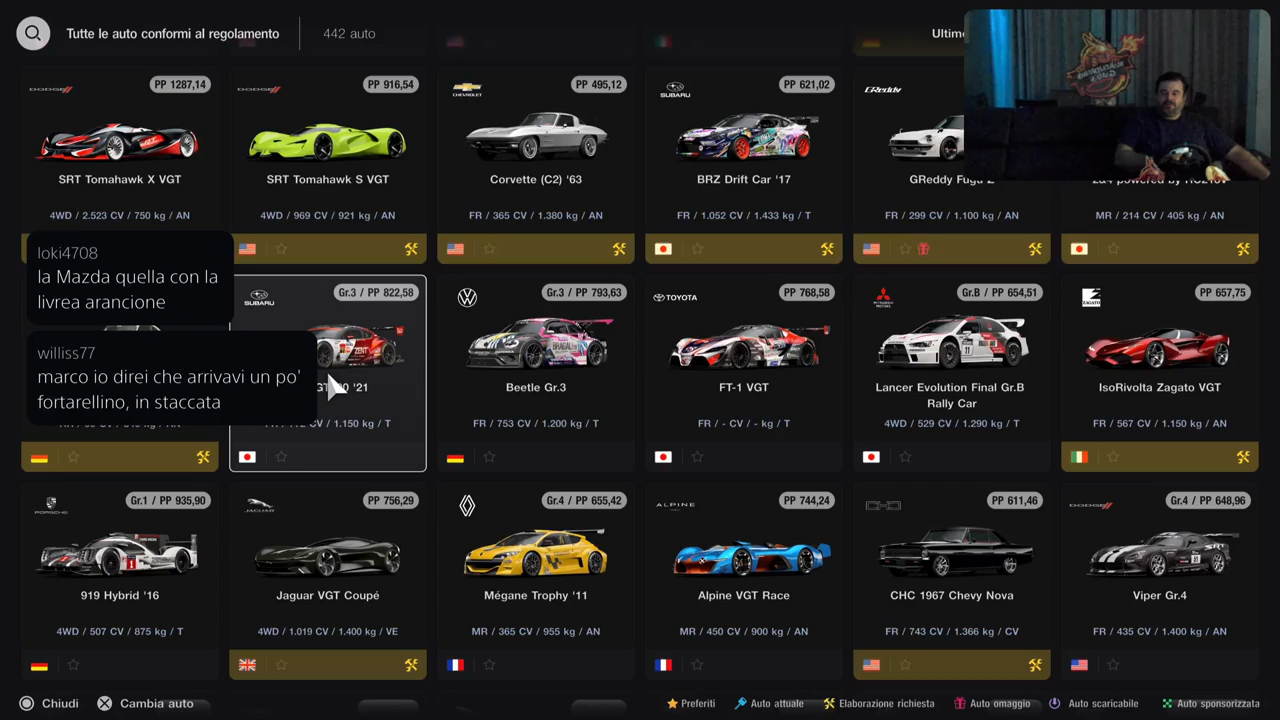 Tutte le auto conformi al regolamento
442 auto
PP 1287,14
SRT Tomahawk X VGT
4WD / 2.523 CV / 750 kg / AN
PP 916,54
SRT Tomahawk S VGT
4WD / 969 CV / 921 kg / AN
CHEVROLET
PP 495,12
Corvette (C2) '63
FR / 365 CV / 1.380 kg / AN
SUBARU
PP 621,02
BRZ Drift Car '17
FR / 1.052 CV / 1.433 kg / T
GReddy
FR / 299 CV / 1.100 kg / AN
MR / 214 CV / 405 kg / AN
loki4708
la Mazda quella con la
livrea arancione
williss77
marco io direi che arrivavi un po'
fortarellino, in staccata
SUBARU
Gr.3 / PP 822,58
'21
CV / 1.150 kg / T
Gr.3 / PP 793,63
Beetle Gr.3
FR / 753 CV / 1.200 kg / T
TOYOTA
PP 768,58
FT-1 VGT
FR / - CV / - kg / T
Gr.B / PP 654,51
Lancer Evolution Final Gr.B
Rally Car
4WD / 529 CV / 1.290 kg / T
ZAGATO
PP 657,75
IsoRivolta Zagato VGT
FR / 567 CV / 1.150 kg / AN
PORSCHE
Gr.1 / PP 935,90
919 Hybrid '16
4WD / 507 CV / 875 kg / T
JAGUAR
PP 756,29
Jaguar VGT Coupé
4WD / 1.019 CV / 1.400 kg / VE
Gr.4 / PP 655,42
Mégane Trophy '11
MR / 365 CV / 955 kg / AN
ALPINE
PP 744,24
Alpine VGT Race
MR / 450 CV / 900 kg / AN
PP 611,46
CHC 1967 Chevy Nova
FR / 743 CV / 1.366 kg / CV
Gr.4 / PP 648,96
Viper Gr.4
FR / 435 CV / 1.400 kg / AN
Chiudi
Cambia auto
Preferiti
Auto attuale
Elaborazione richiesta
Auto omaggio
Auto scaricabile
Auto sponsorizzata